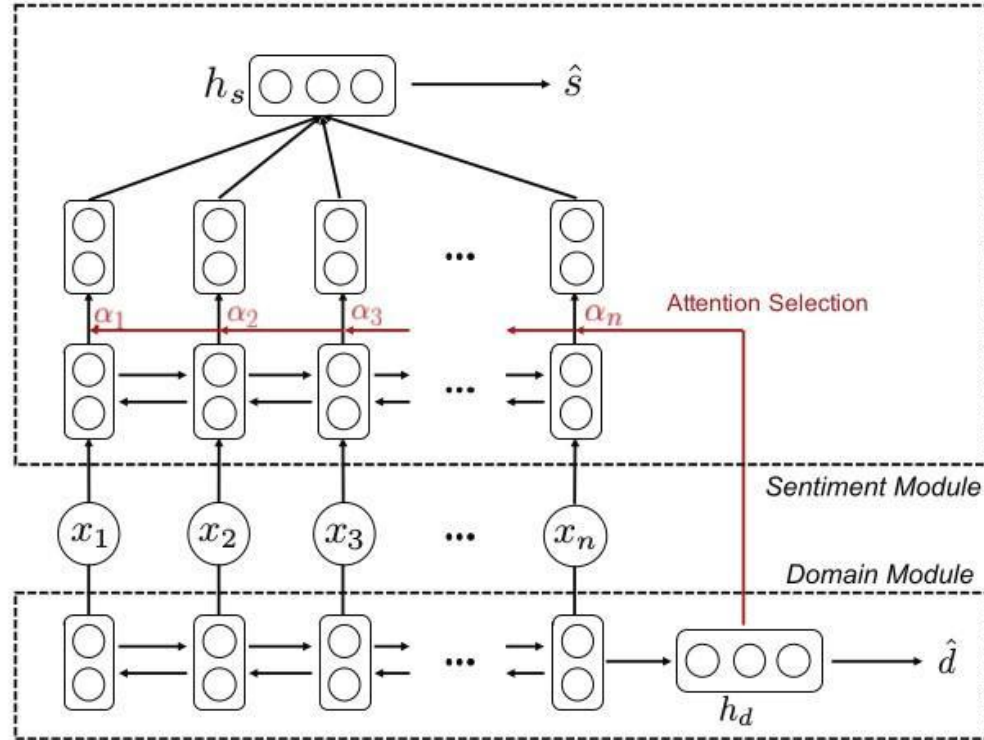 h_s ŝ
...
Attention Selection
α_1 α_2 α_3 α_n
...
Sentiment Module
x_1 x_2 x_3 ... x_n
Domain Module
...
d̂
h_d